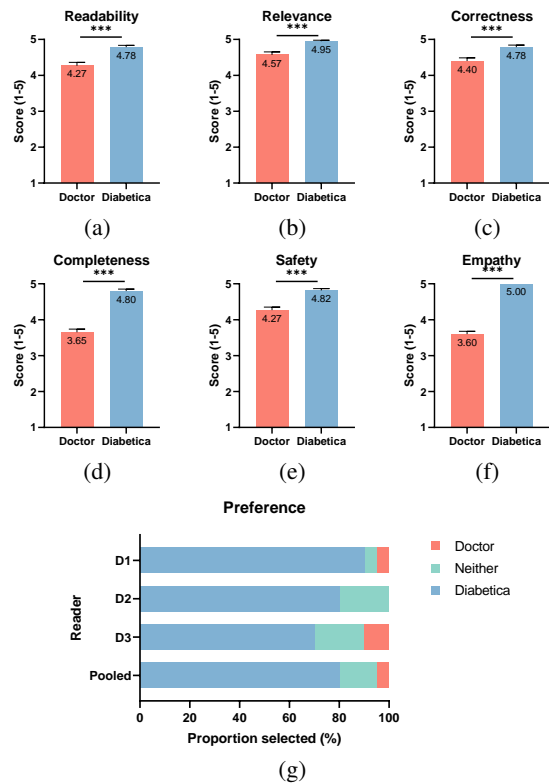 Readability
***
Score (1-5)
5
4
3
2
1
4.27
4.78
Doctor Diabetica
(a)
Relevance
***
Score (1-5)
5
4
3
2
1
4.57
4.95
Doctor Diabetica
(b)
Correctness
***
Score (1-5)
5
4
3
2
1
4.40
4.78
Doctor Diabetica
(c)
Completeness
***
Score (1-5)
5
4
3
2
1
3.65
4.80
Doctor Diabetica
(d)
Safety
***
Score (1-5)
5
4
3
2
1
4.27
4.82
Doctor Diabetica
(e)
Empathy
***
Score (1-5)
5
4
3
2
1
3.60
5.00
Doctor Diabetica
(f)
Preference
Reader
D1
D2
D3
Pooled
0 20 40 60 80 100
Proportion selected (%)
Doctor
Neither
Diabetica
(g)